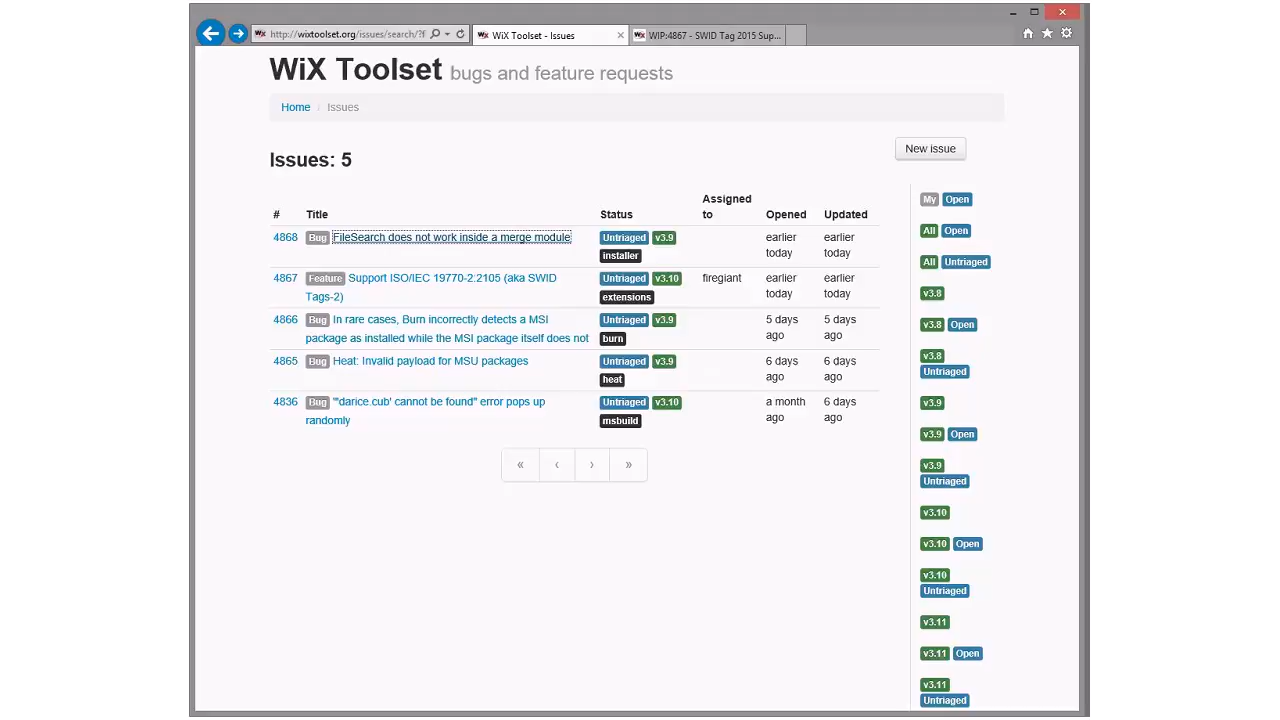 http://wixtoolset.org/issues/search/?f
WiX Toolset - Issues
WIP:4867 - SWID Tag 2015 Sup...
WiX Toolset bugs and feature requests
Home / Issues
Issues: 5
New issue
# Title Status Assigned to Opened Updated
4868 Bug FileSearch does not work inside a merge module Untriaged v3.9 earlier earlier
installer today today
4867 Feature Support ISO/IEC 19770-2:2105 (aka SWID Untriaged v3.10 firegiant earlier earlier
Tags-2) extensions today today
4866 Bug In rare cases, Burn incorrectly detects a MSI Untriaged v3.9 5 days 5 days
package as installed while the MSI package itself does not burn ago ago
4865 Bug Heat: Invalid payload for MSU packages Untriaged v3.9 6 days 6 days
heat ago ago
4836 Bug "'darice.cub' cannot be found" error pops up Untriaged v3.10 a month 6 days
randomly msbuild ago ago
« ‹ › »
My Open
All Open
All Untriaged
v3.8
v3.8 Open
v3.8
Untriaged
v3.9
v3.9 Open
v3.9
Untriaged
v3.10
v3.10 Open
v3.10
Untriaged
v3.11
v3.11 Open
v3.11
Untriaged